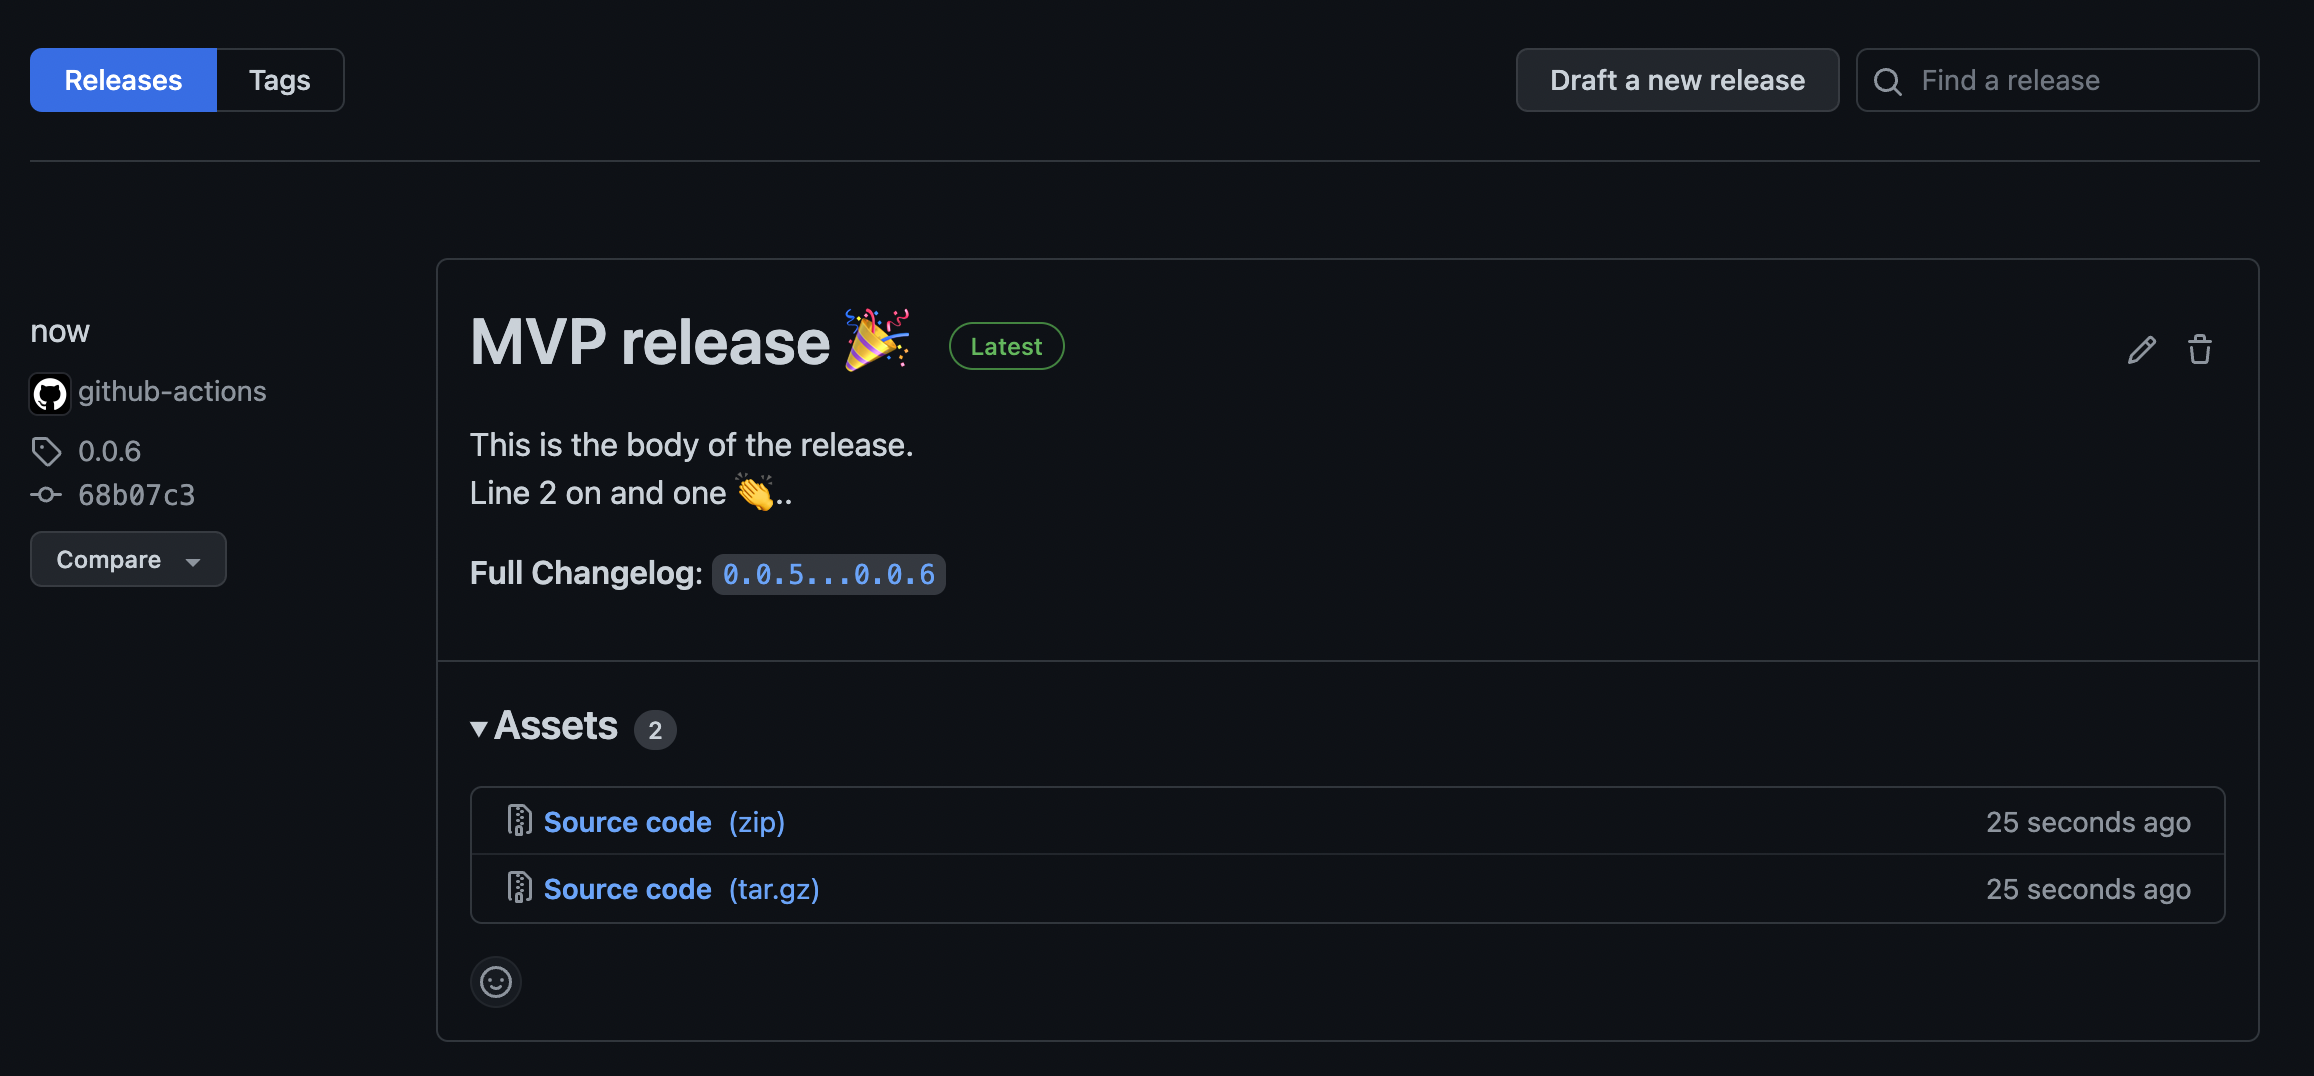 Releases Tags Draft a new release Find a release
now
github-actions
0.0.6
68b07c3
Compare
MVP release 🎉 Latest
This is the body of the release.
Line 2 on and one 👏..
Full Changelog: 0.0.5...0.0.6
Assets 2
Source code (zip) 25 seconds ago
Source code (tar.gz) 25 seconds ago